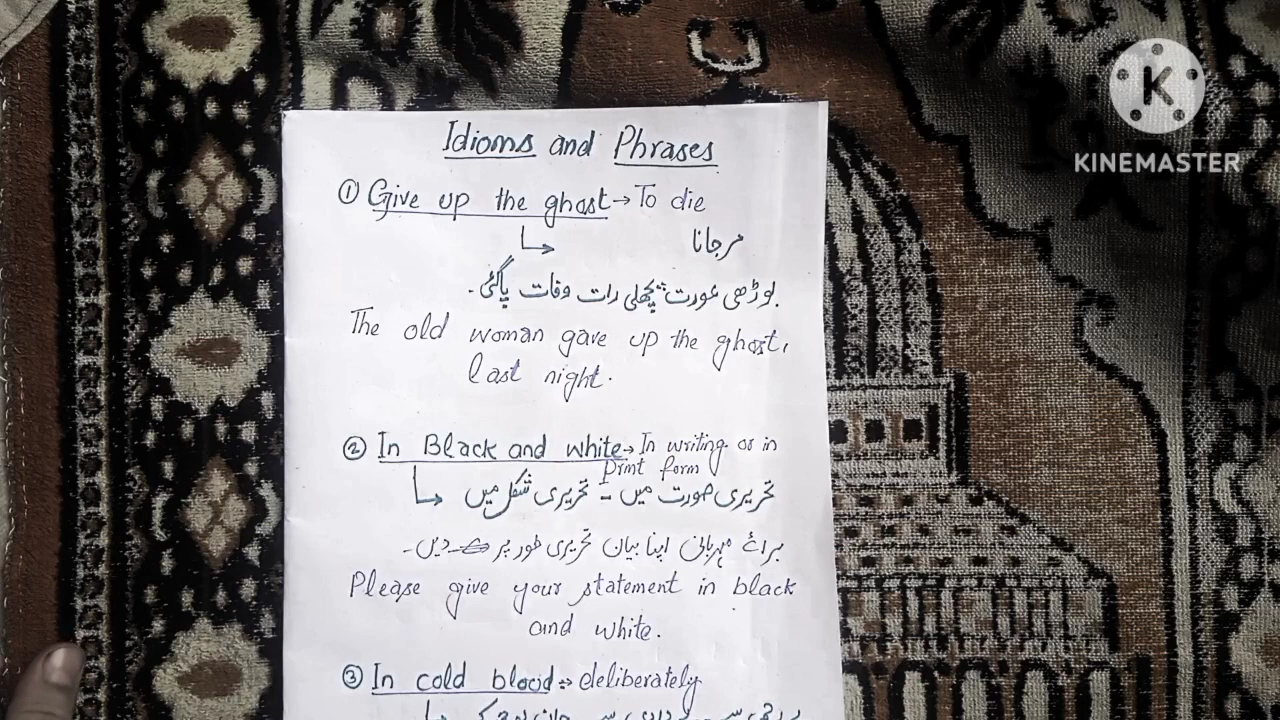 Idioms and Phrases
① Give up the ghost → To die
مرجانا
بوڑھی عورت پچھلی رات وفات پاگئی۔
The old woman gave up the ghost,
last night.
② In Black and white → In writing or in
print form
تحریری صورت میں ۔ تحریری شکل میں
برائے مہربانی اپنا بیان تحریری طور پر دیں۔
Please give your statement in black
and white.
③ In cold blood → deliberately
K
KINEMASTER